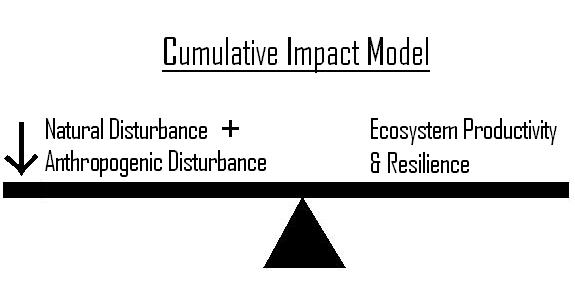 Cumulative Impact Model
Natural Disturbance +
Anthropogenic Disturbance
Ecosystem Productivity
& Resilience